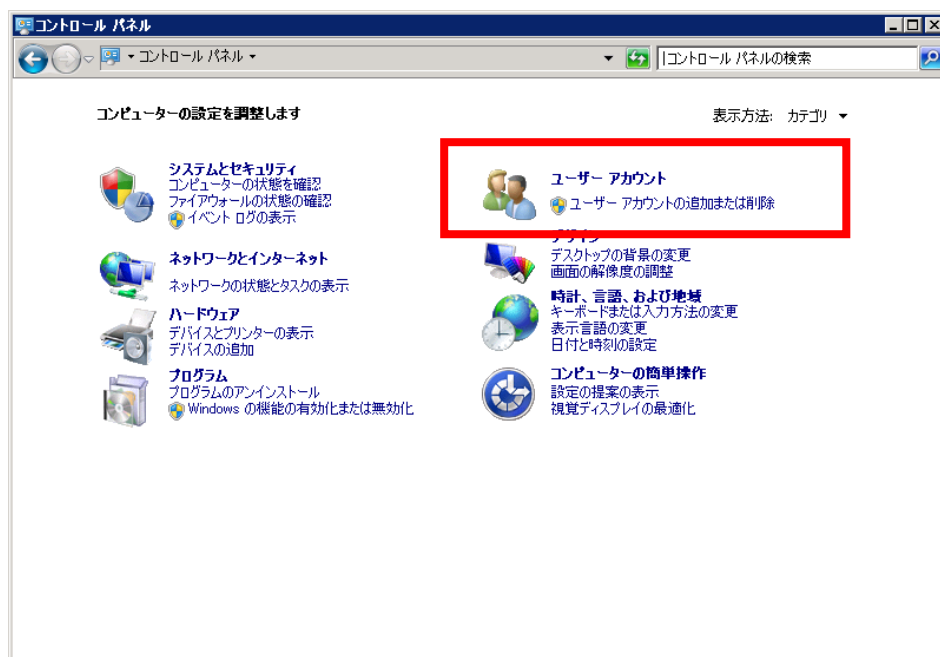 コントロール パネル
コントロール パネル
コントロール パネルの検索
コンピューターの設定を調整します
表示方法: カテゴリ
システムとセキュリティ
コンピューターの状態を確認
ファイアウォールの状態の確認
イベント ログの表示
ネットワークとインターネット
ネットワークの状態とタスクの表示
ハードウェア
デバイスとプリンターの表示
デバイスの追加
プログラム
プログラムのアンインストール
Windows の機能の有効化または無効化
ユーザー アカウント
ユーザー アカウントの追加または削除
デスクトップの背景の変更
画面の解像度の調整
時計、言語、および地域
キーボードまたは入力方法の変更
表示言語の変更
日付と時刻の設定
コンピューターの簡単操作
設定の提案の表示
視覚ディスプレイの最適化